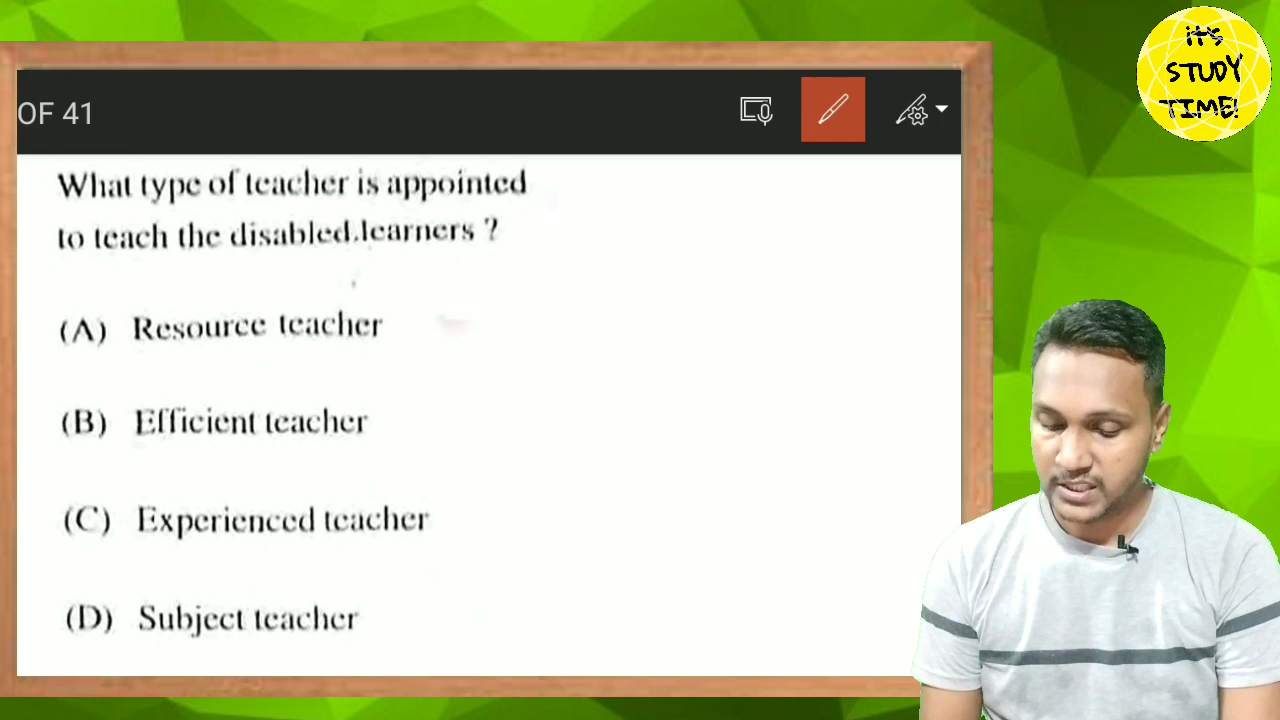 OF 41
iT'S
STUDY
TIME!
What type of teacher is appointed
to teach the disabled.learners ?
(A) Resource teacher
(B) Efficient teacher
(C) Experienced teacher
(D) Subject teacher